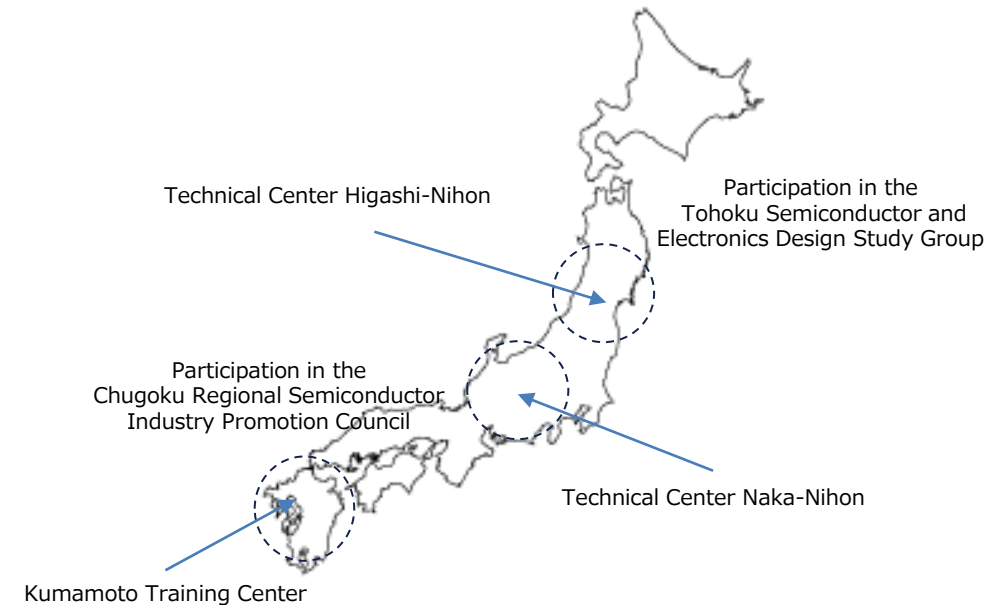 Technical Center Higashi-Nihon
Participation in the
Tohoku Semiconductor and
Electronics Design Study Group
Participation in the
Chugoku Regional Semiconductor
Industry Promotion Council
Technical Center Naka-Nihon
Kumamoto Training Center